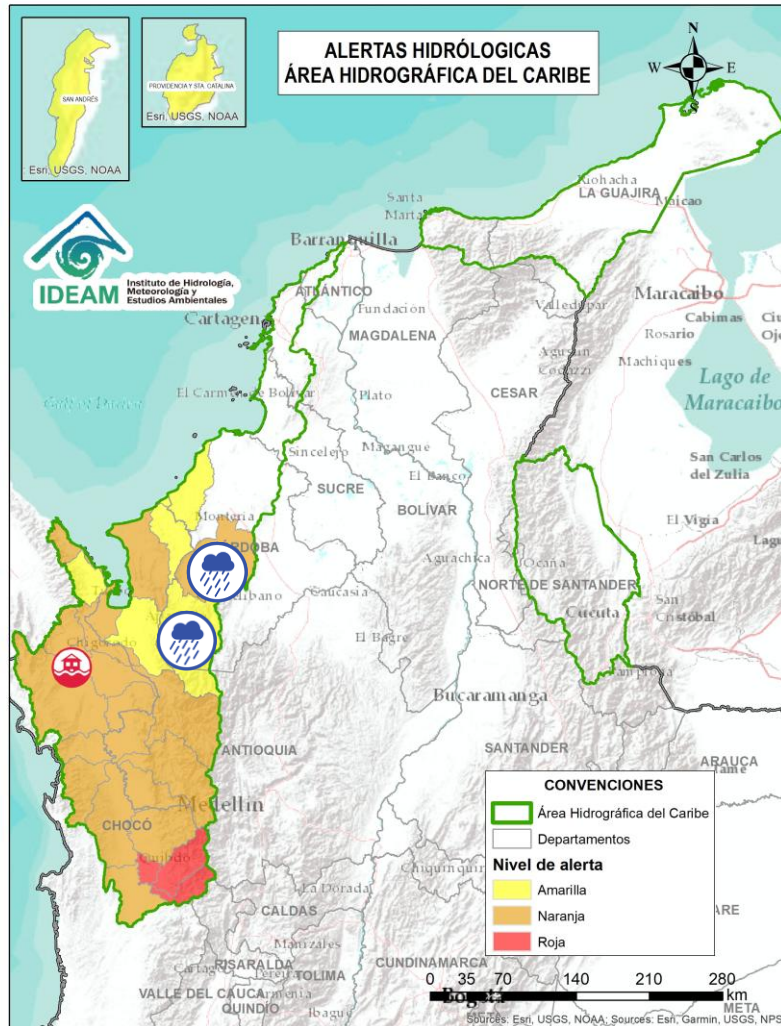 ALERTAS HIDRÓLOGICAS
ÁREA HIDROGRÁFICA DEL CARIBE
SAN ANDRÉS
: Esri, USGS, NOAA
PROVIDENCIA Y STA. CATALINA
Esri, USGS, NOAA
N
W
E
S
IDEAM
Instituto de Hidrología,
Meteorología y
Estudios Ambientales
Riohacha
LA GUAJIRA
Maicao
Santa
Marta
Barranquilla
ATLÁNTICO
Fundación
Valledupar
Maracaibo
Cabimas
Cartagen
MAGDALENA
Rosario
Agustín
Codazzi
Machiques
CESAR
Lago de
Maracaibo
El Carmen de Bolívar
Plato
Sincelejo
Magangue
San Carlos
del Zulia
SUCRE
El Banco
BOLÍVAR
Montería
El Vigía
Ocaña
Aguachica
NORTE DE SANTANDER
Caucasia
Cucuta
San
Cristóbal
El Bagre
Bucaramanga
ANTIOQUIA
SANTANDER
ARAUCA
Medellín
CHOCÓ
CONVENCIONES
Área Hidrográfica del Caribe
Departamentos
Nivel de alerta
Amarilla
Naranja
Roja
La Dorada
CALDAS
Manizales
RISARALDA
TOLIMA
CUNDINAMARCA
VALLE DEL CAUCA
QUINDÍO
Ibague
Bogotá
META
META
0 35 70 140 210 280
KM
Sources: Esri, USGS, NOAA; Sources: Esri, Garmin, USGS, NPS